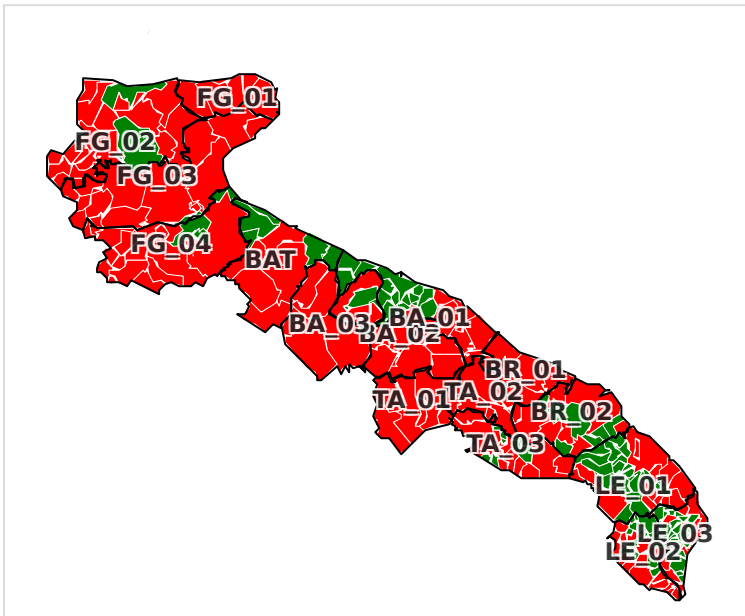 FG_01
FG_02
FG_03
FG_04
BAT
BA_01
BA_03
BA_02
BR_01
TA_02
TA_01
BR_02
TA_03
LE_01
LE_03
LE_02